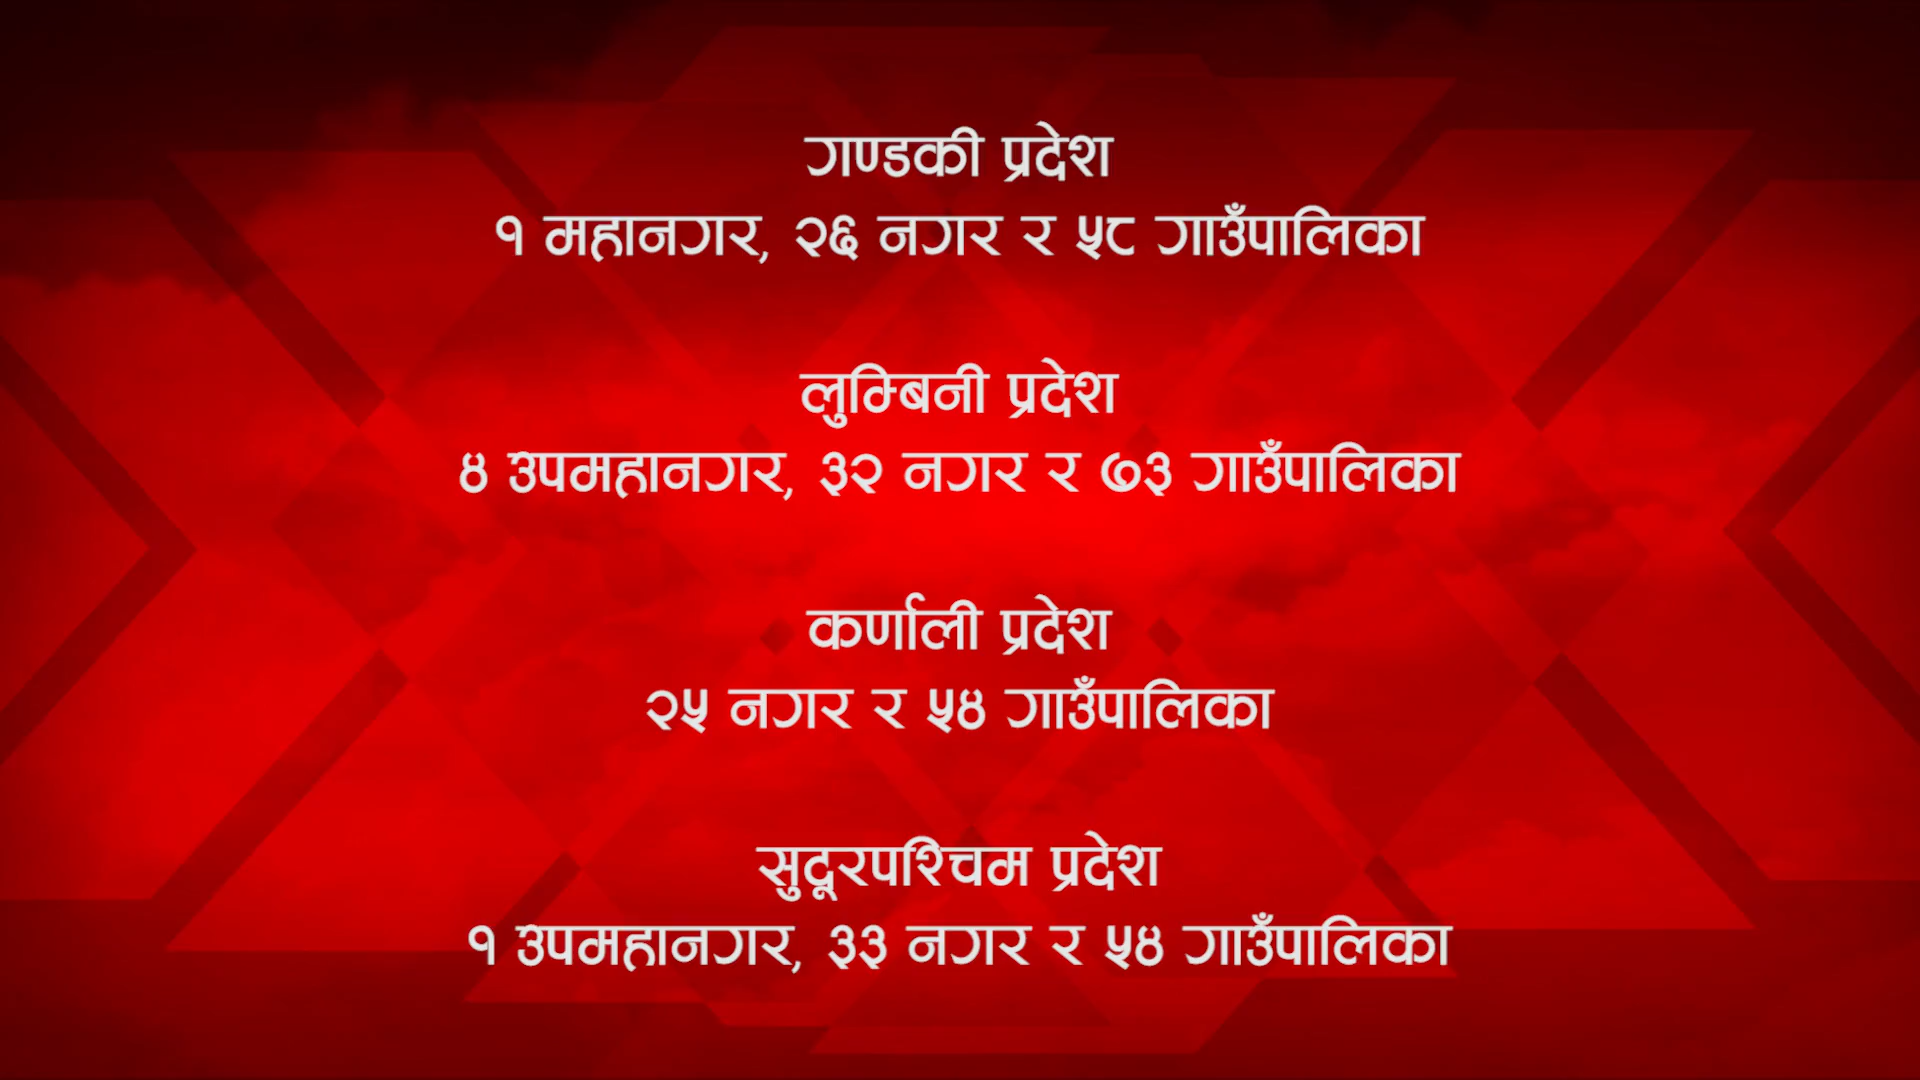 गण्डकी प्रदेश
१ महानगर, २६ नगर र ५८ गाउँपालिका
लुम्बिनी प्रदेश
४ उपमहानगर, ३२ नगर र ७३ गाउँपालिका
कर्णाली प्रदेश
२५ नगर र ५४ गाउँपालिका
सुदूरपश्चिम प्रदेश
१ उपमहानगर, ३३ नगर र ५४ गाउँपालिका